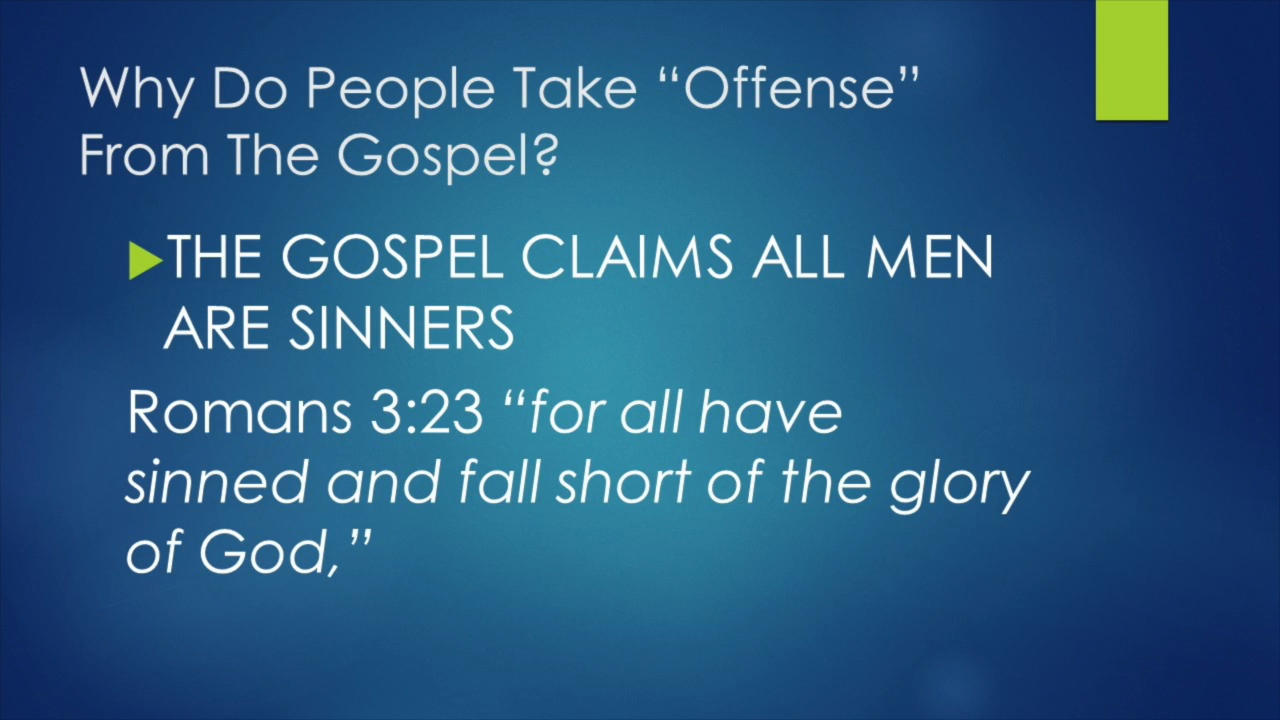 Why Do People Take “Offense”
From The Gospel?
THE GOSPEL CLAIMS ALL MEN
ARE SINNERS
Romans 3:23 “for all have
sinned and fall short of the glory
of God,”